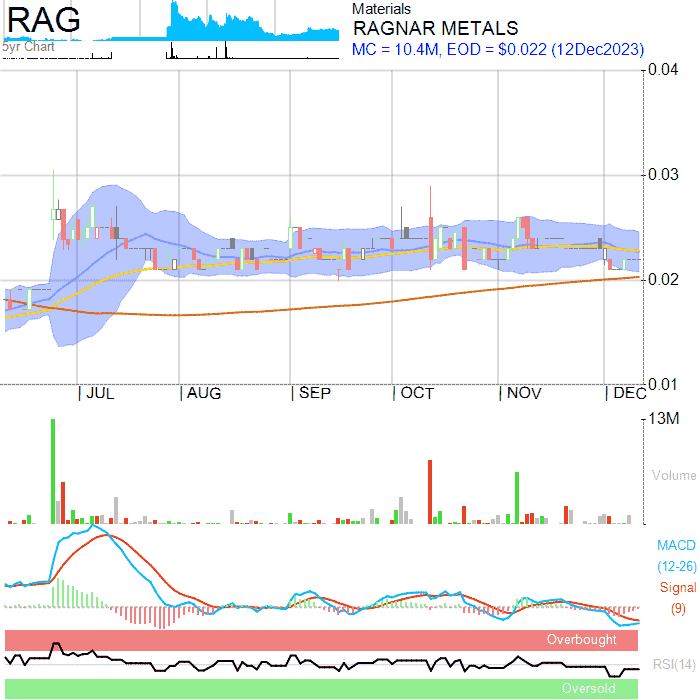 RAG
5yr Chart
Materials
RAGNAR METALS
MC = 10.4M, EOD = $0.022 (12Dec2023)
0.04
0.03
0.02
0.01
JUL AUG SEP OCT NOV DEC
13M
Volume
MACD
(12-26)
Signal
(9)
Overbought
RSI(14)
Oversold